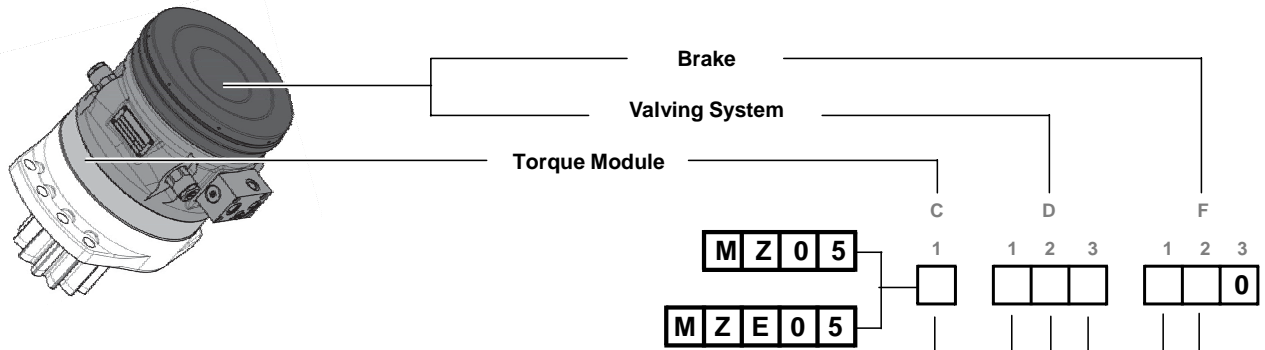 Brake
Valving System
Torque Module
C D F
M Z 0 5 1 1 2 3 1 2 3
0
M Z E 0 5